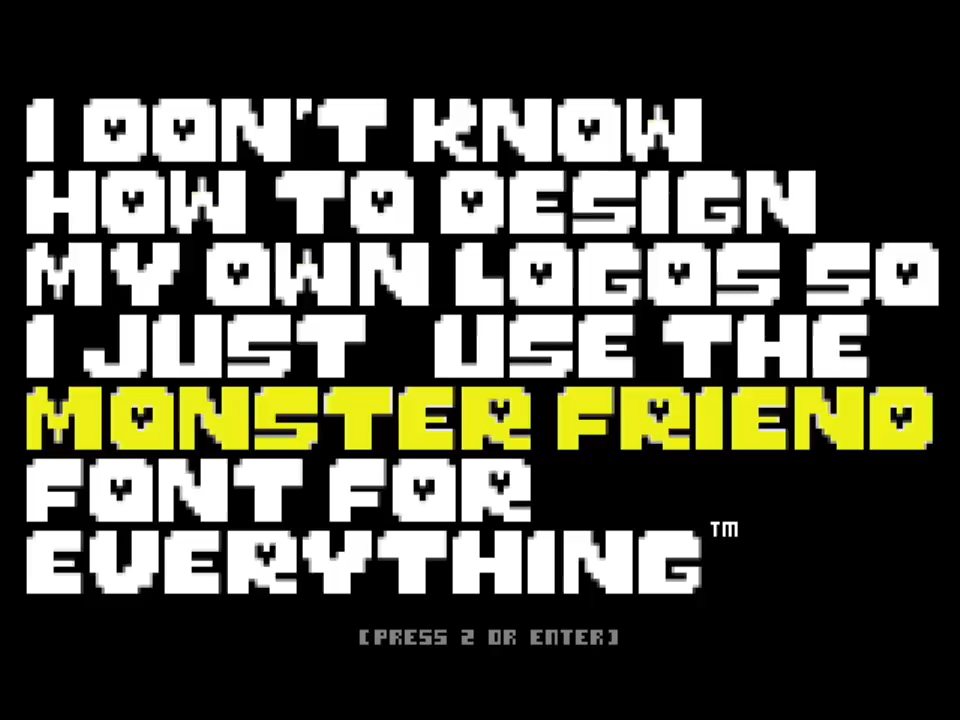 I DON'T KNOW
HOW TO DESIGN
MY OWN LOGOS SO
I JUST USE THE
MONSTER FRIEND
FONT FOR
EVERYTHING™
[PRESS Z OR ENTER]